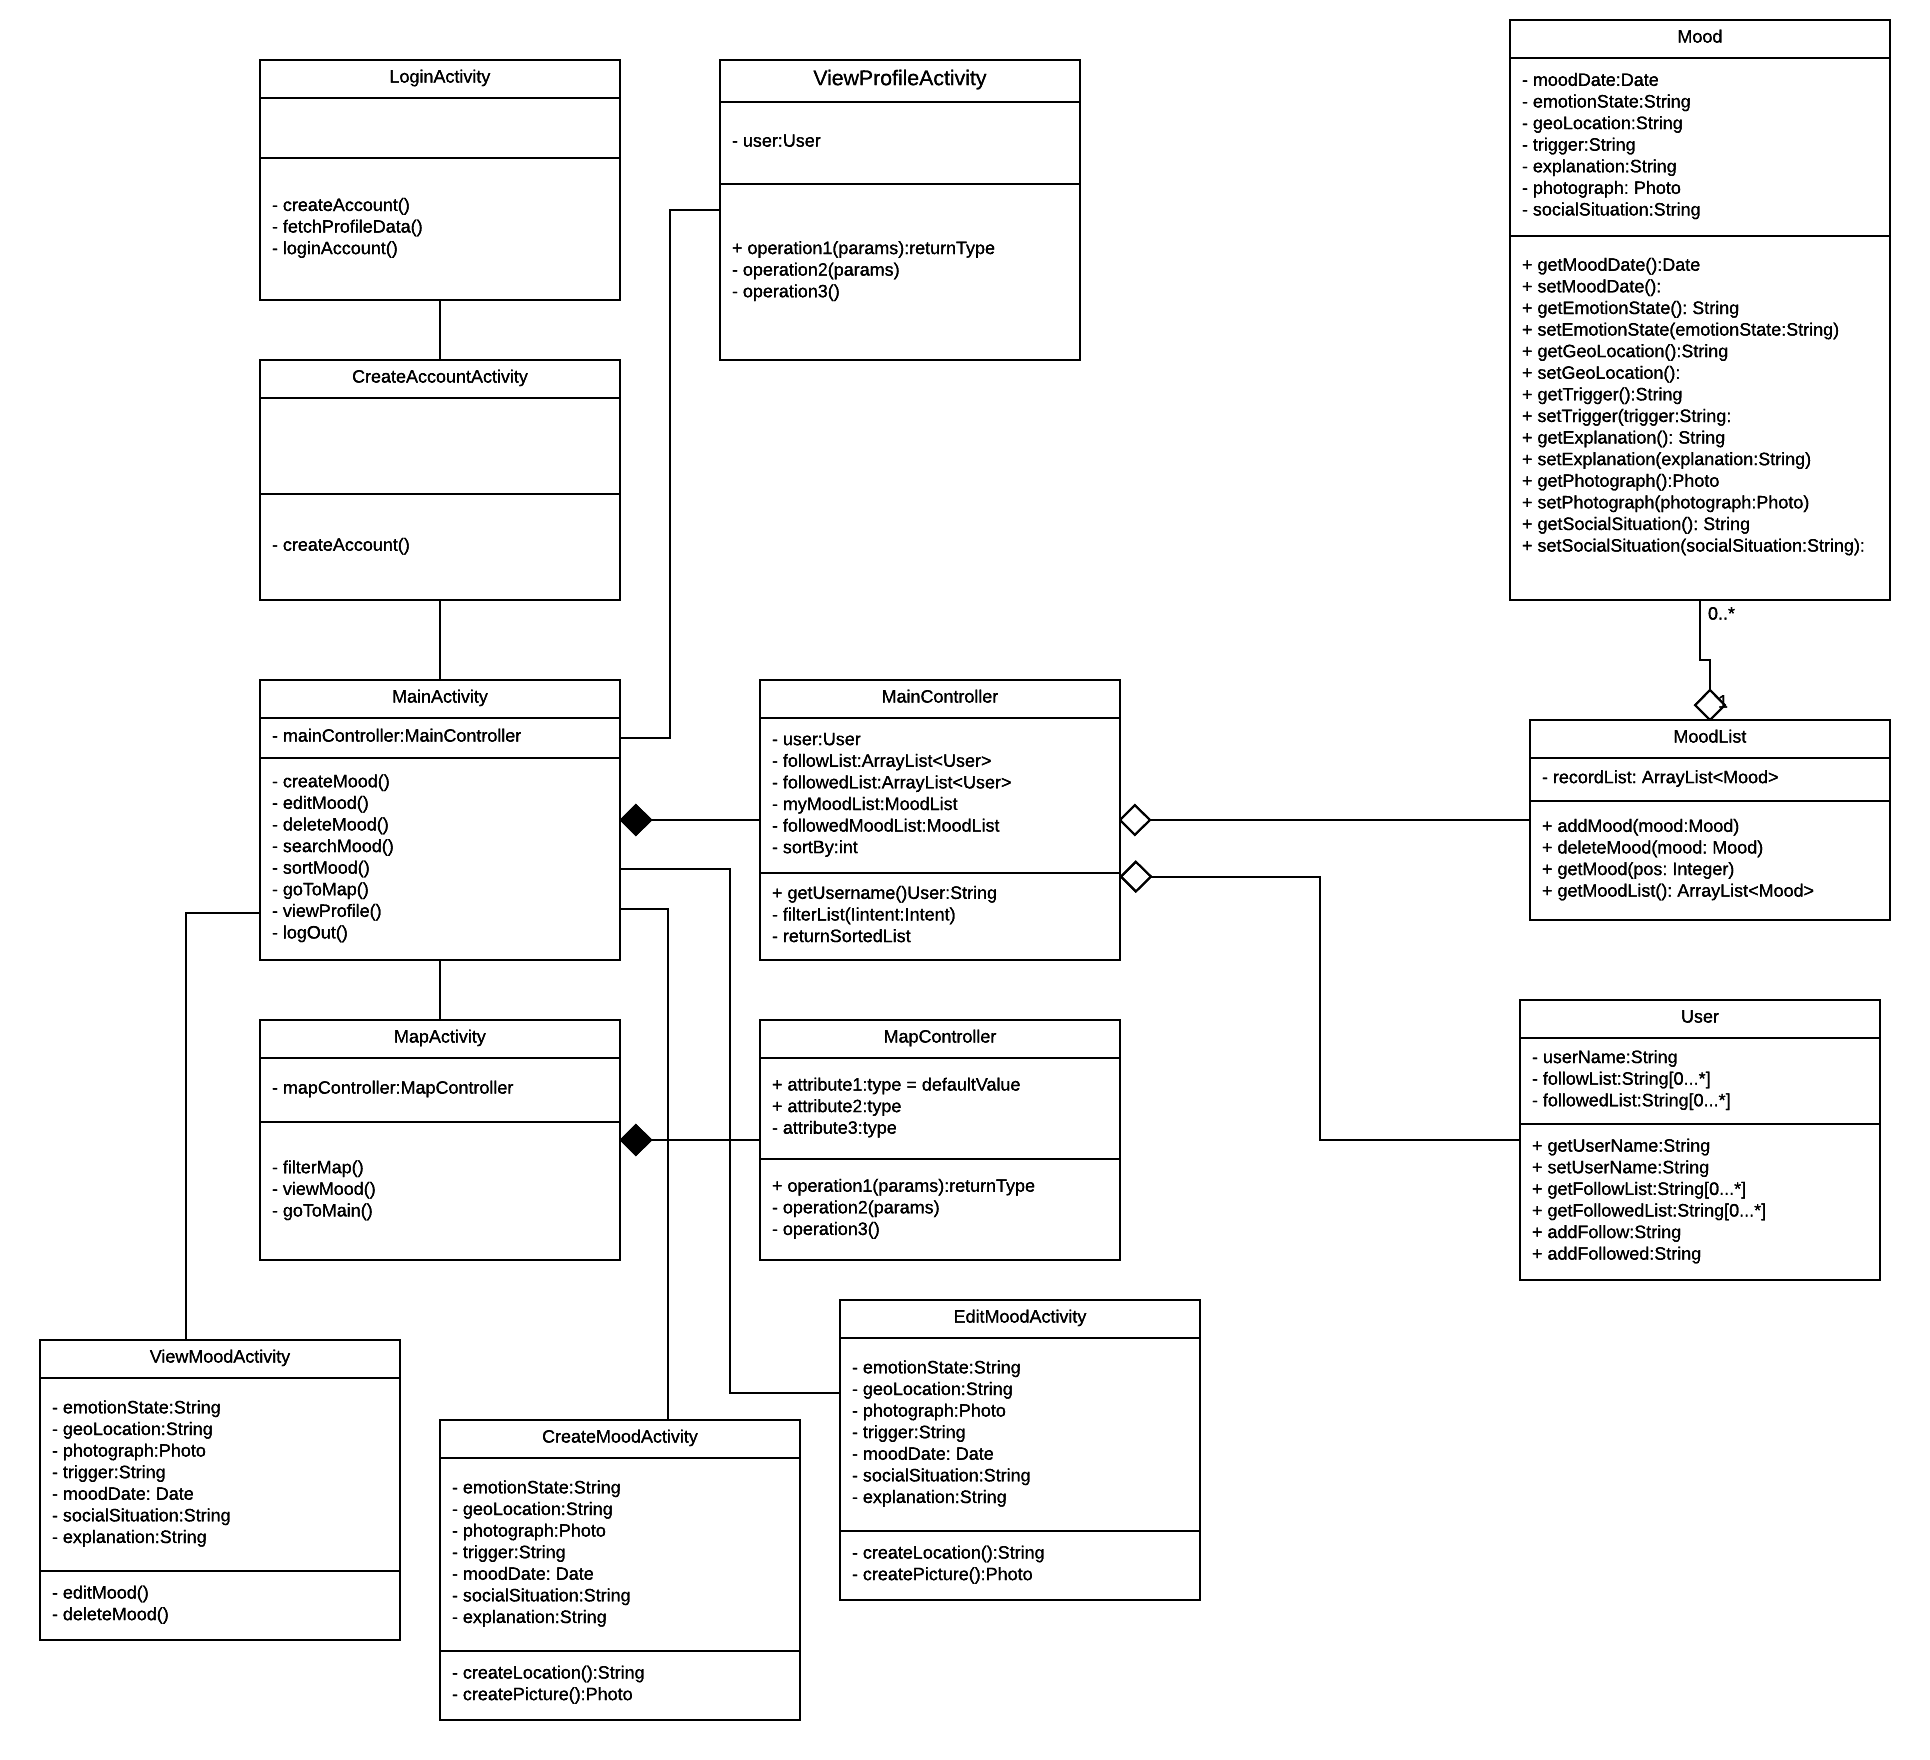 LoginActivity
- createAccount()
- fetchProfileData()
- loginAccount()
ViewProfileActivity
- user:User
+ operation1(params):returnType
- operation2(params)
- operation3()
Mood
- moodDate:Date
- emotionState:String
- geoLocation:String
- trigger:String
- explanation:String
- photograph: Photo
- socialSituation:String
+ getMoodDate():Date
+ setMoodDate():
+ getEmotionState(): String
+ setEmotionState(emotionState:String)
+ getGeoLocation():String
+ setGeoLocation():
+ getTrigger():String
+ setTrigger(trigger:String:
+ getExplanation(): String
+ setExplanation(explanation:String)
+ getPhotograph():Photo
+ setPhotograph(photograph:Photo)
+ getSocialSituation(): String
+ setSocialSituation(socialSituation:String):
0..*
1
CreateAccountActivity
- createAccount()
MainActivity
- mainController:MainController
- createMood()
- editMood()
- deleteMood()
- searchMood()
- sortMood()
- goToMap()
- viewProfile()
- logOut()
MainController
- user:User
- followList:ArrayList<User>
- followedList:ArrayList<User>
- myMoodList:MoodList
- followedMoodList:MoodList
- sortBy:int
+ getUsername()User:String
- filterList(Iintent:Intent)
- returnSortedList
MoodList
- recordList: ArrayList<Mood>
+ addMood(mood:Mood)
+ deleteMood(mood: Mood)
+ getMood(pos: Integer)
+ getMoodList(): ArrayList<Mood>
MapActivity
- mapController:MapController
- filterMap()
- viewMood()
- goToMain()
MapController
+ attribute1:type = defaultValue
+ attribute2:type
- attribute3:type
+ operation1(params):returnType
- operation2(params)
- operation3()
User
- userName:String
- followList:String[0...*]
- followedList:String[0...*]
+ getUserName:String
+ setUserName:String
+ getFollowList:String[0...*]
+ getFollowedList:String[0...*]
+ addFollow:String
+ addFollowed:String
ViewMoodActivity
- emotionState:String
- geoLocation:String
- photograph:Photo
- trigger:String
- moodDate: Date
- socialSituation:String
- explanation:String
- editMood()
- deleteMood()
CreateMoodActivity
- emotionState:String
- geoLocation:String
- photograph:Photo
- trigger:String
- moodDate: Date
- socialSituation:String
- explanation:String
- createLocation():String
- createPicture():Photo
EditMoodActivity
- emotionState:String
- geoLocation:String
- photograph:Photo
- trigger:String
- moodDate: Date
- socialSituation:String
- explanation:String
- createLocation():String
- createPicture():Photo